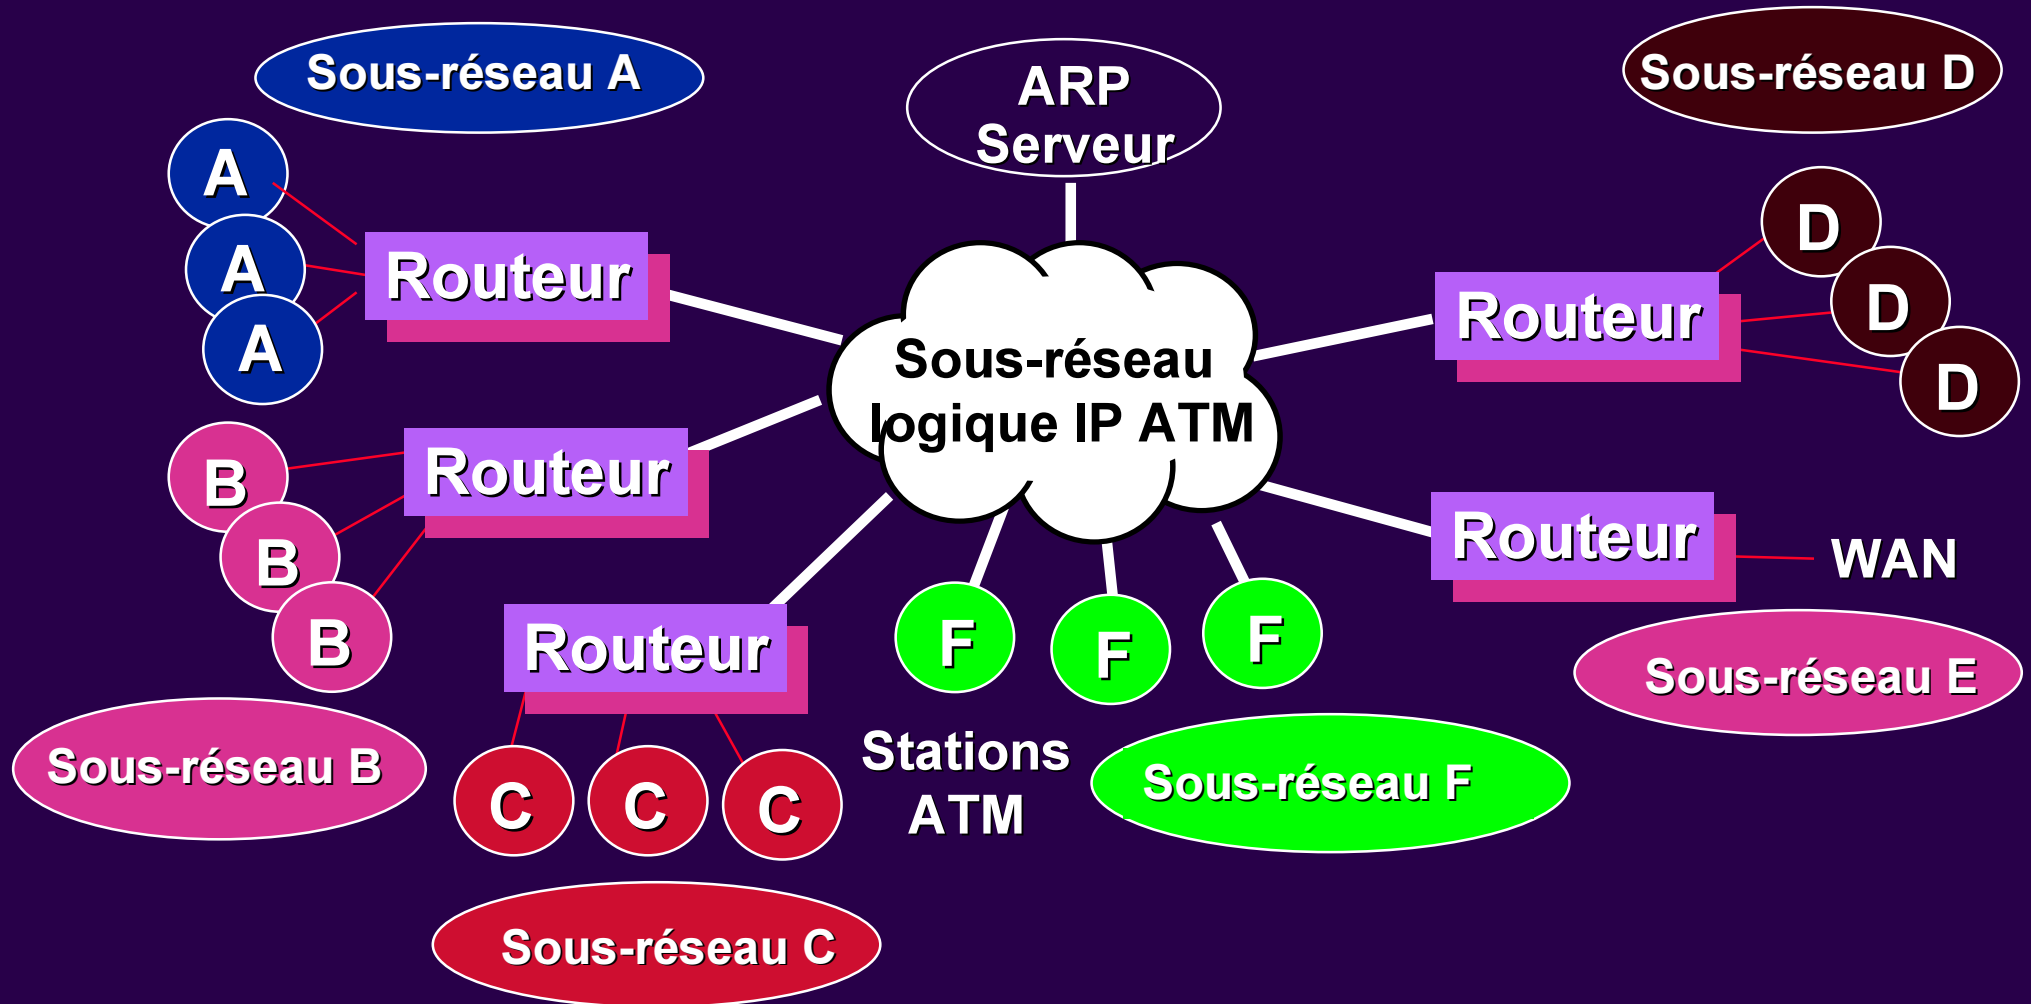 Sous-réseau A
ARP
Serveur
Sous-réseau D
A
A
A
Routeur
D
D
D
Routeur
Sous-réseau
logique IP ATM
B
B
B
Routeur
Routeur
WAN
Routeur
F
F
F
Sous-réseau E
Sous-réseau B
C
C
C
Stations
ATM
Sous-réseau F
Sous-réseau C